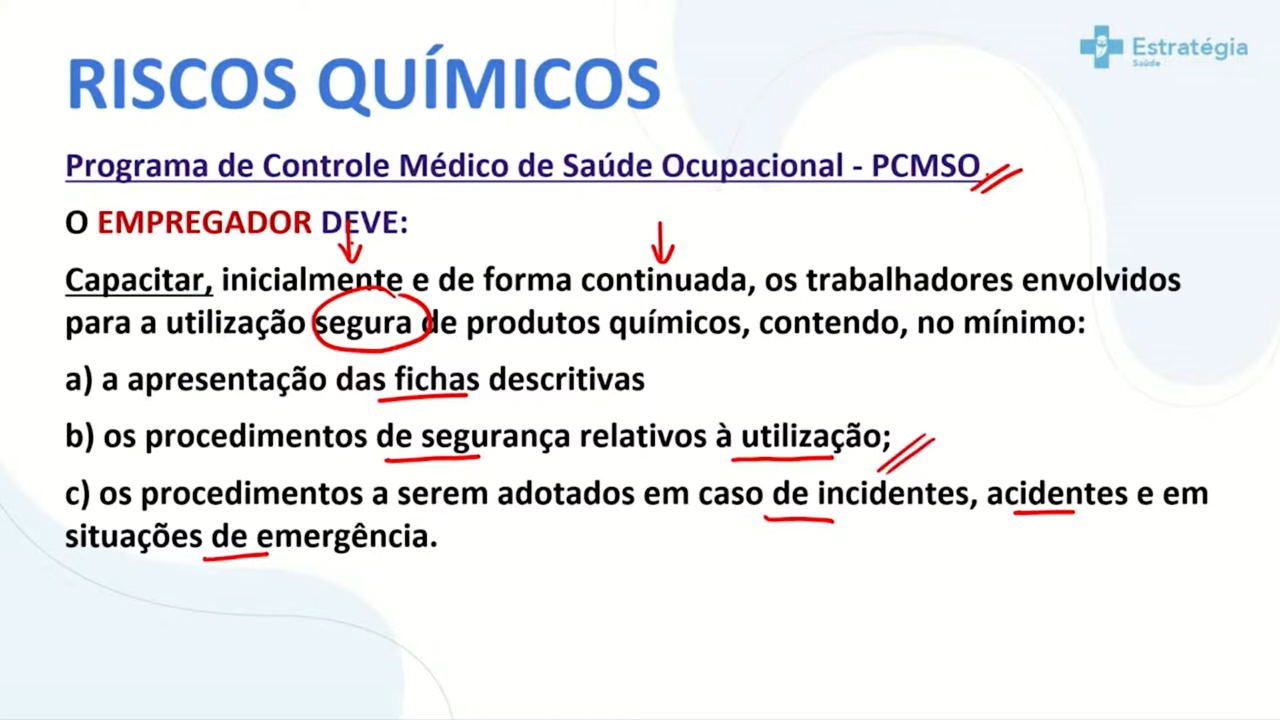 Estratégia
Saúde
RISCOS QUÍMICOS
Programa de Controle Médico de Saúde Ocupacional - PCMSO
O EMPREGADOR DEVE:
Capacitar, inicialmente e de forma continuada, os trabalhadores envolvidos
para a utilização segura de produtos químicos, contendo, no mínimo:
a) a apresentação das fichas descritivas
b) os procedimentos de segurança relativos à utilização;
c) os procedimentos a serem adotados em caso de incidentes, acidentes e em
situações de emergência.